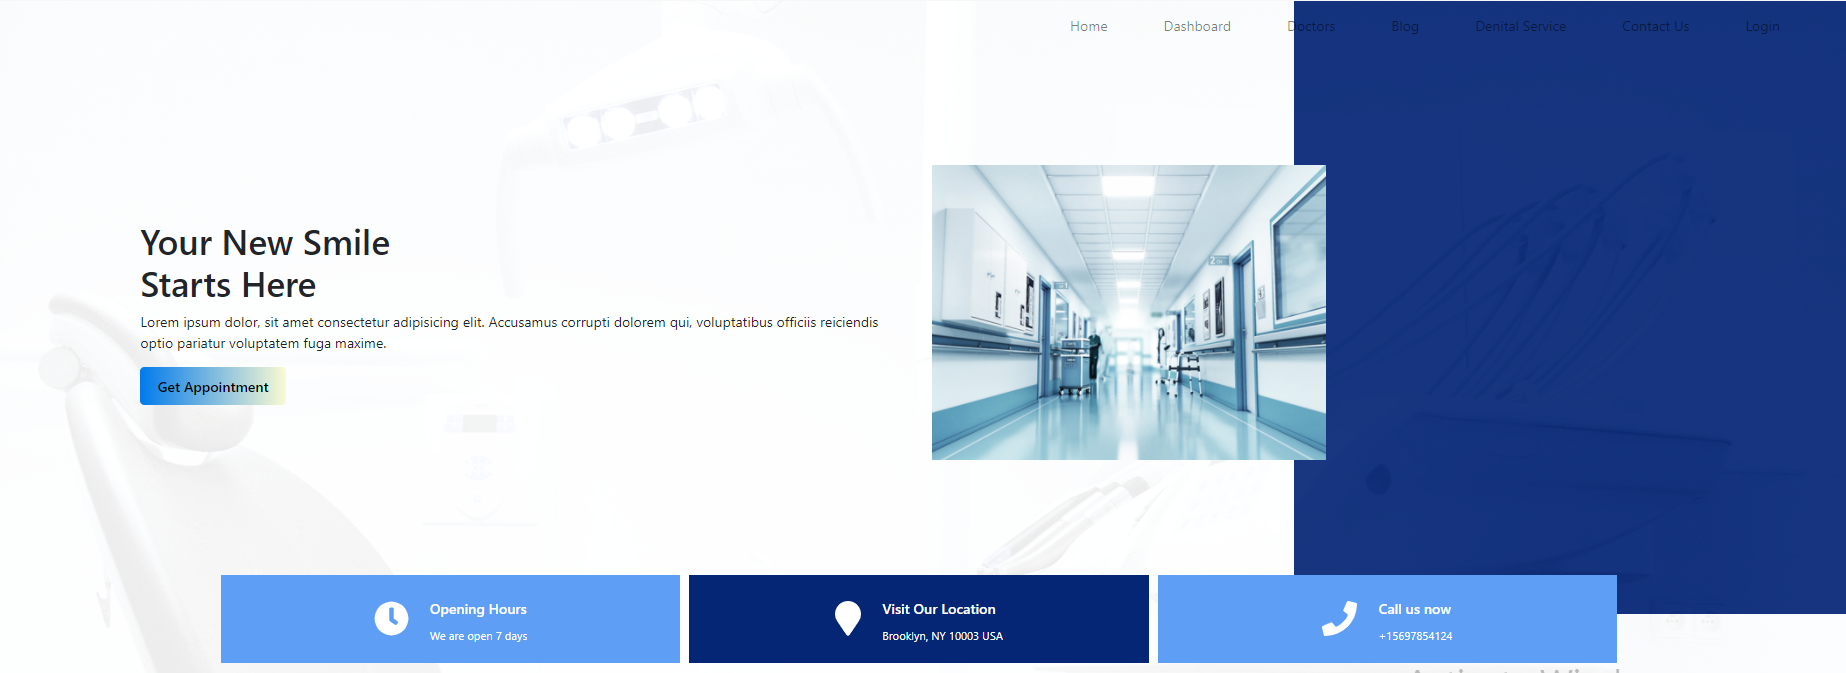 Home Dashboard Doctors Blog Denital Service Contact Us Login
Your New Smile
Starts Here
Lorem ipsum dolor, sit amet consectetur adipisicing elit. Accusamus corrupti dolorem qui, voluptatibus officiis reiciendis
optio pariatur voluptatem fuga maxime.
Get Appointment
Opening Hours
We are open 7 days
Visit Our Location
Brooklyn, NY 10003 USA
Call us now
+15697854124